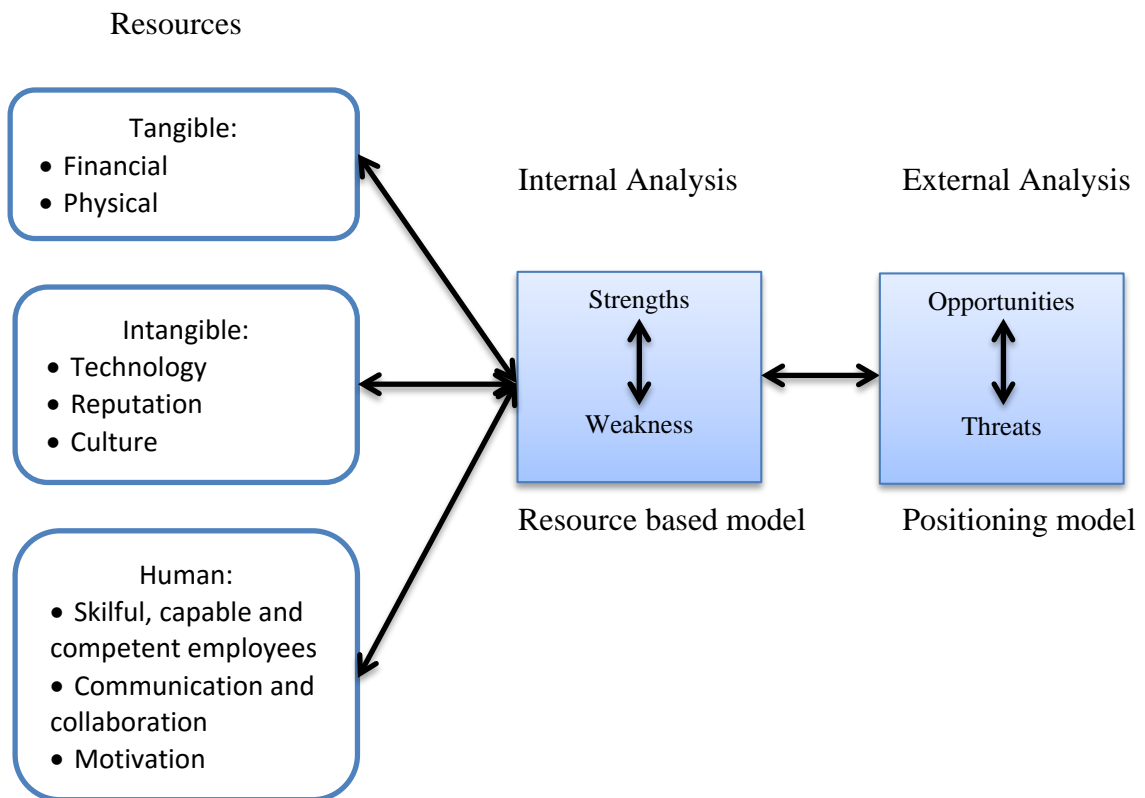 Resources
Tangible:
• Financial
• Physical
Intangible:
• Technology
• Reputation
• Culture
Human:
• Skilful, capable and
competent employees
• Communication and
collaboration
• Motivation
Internal Analysis
Strengths
Weakness
Resource based model
External Analysis
Opportunities
Threats
Positioning model